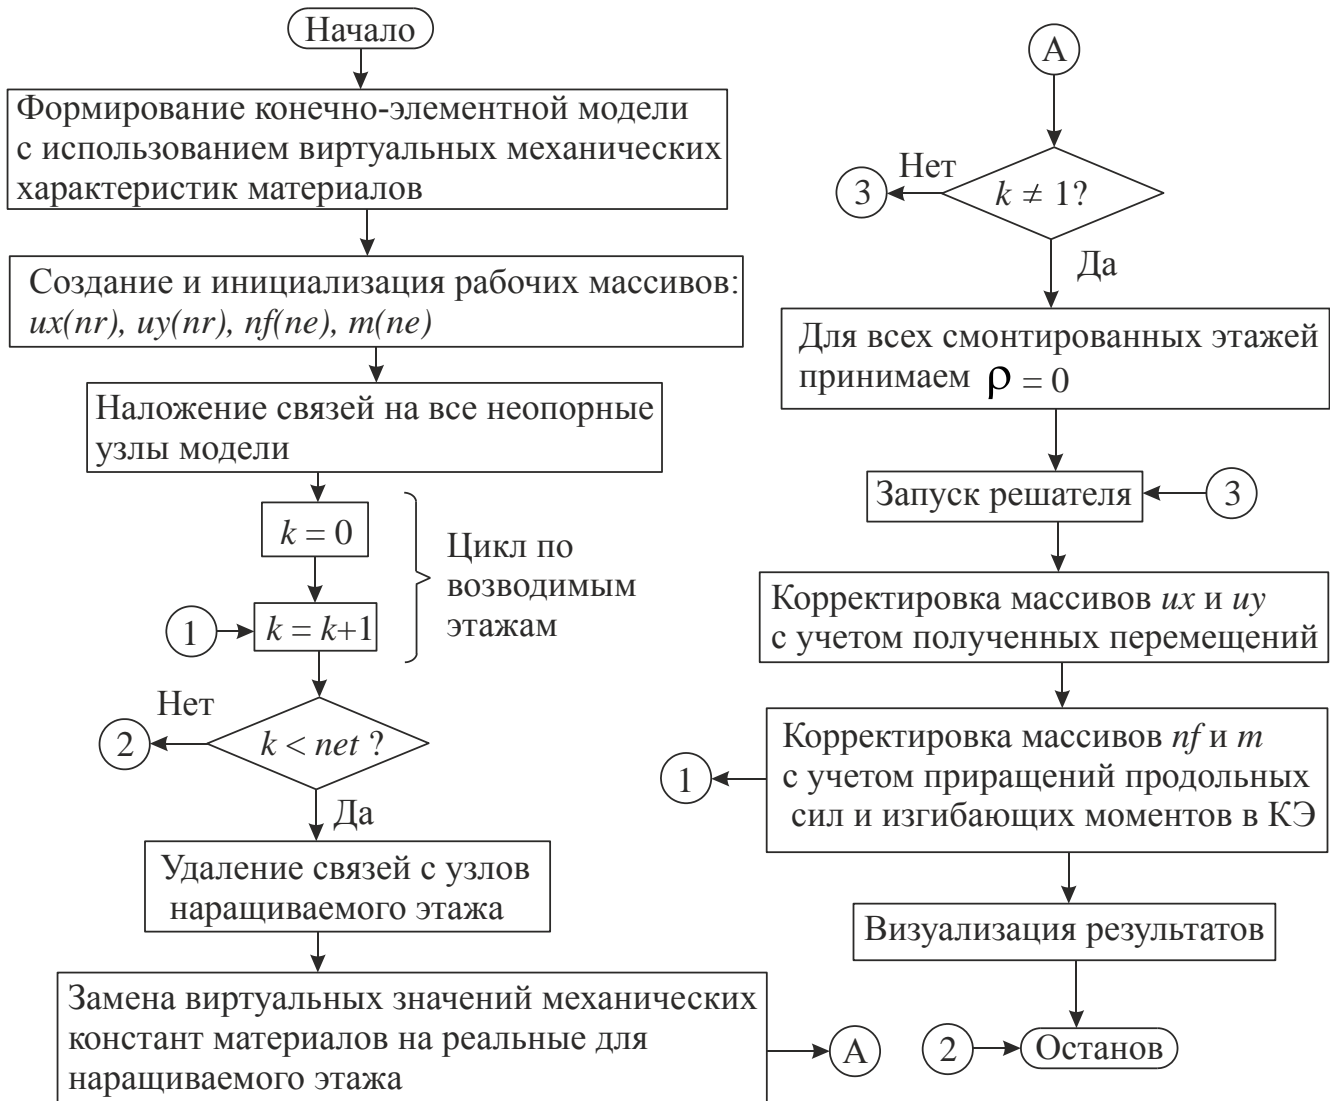 Начало
Формирование конечно-элементной модели
с использованием виртуальных механических
характеристик материалов
Создание и инициализация рабочих массивов:
ux(nr), uy(nr), nf(ne), m(ne)
Наложение связей на все неопорные
узлы модели
k = 0
1
k = k+1
Цикл по
возводимым
этажам
Нет
2
k < net ?
Да
Удаление связей с узлов
наращиваемого этажа
Замена виртуальных значений механических
констант материалов на реальные для
наращиваемого этажа
A
A
Нет
3
k ≠ 1?
Да
Для всех смонтированных этажей
принимаем ρ = 0
Запуск решателя
3
Корректировка массивов ux и uy
с учетом полученных перемещений
Корректировка массивов nf и m
с учетом приращений продольных
сил и изгибающих моментов в КЭ
1
Визуализация результатов
2
Останов